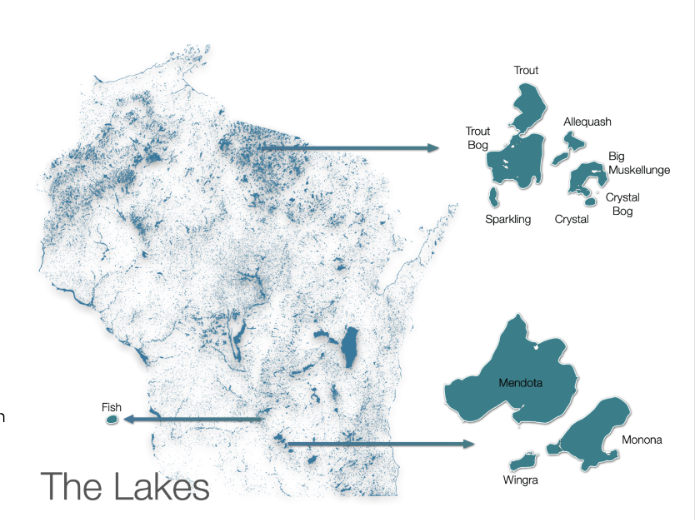 Trout
Allequash
Trout
Bog
Big
Muskellunge
Crystal
Bog
Sparkling
Crystal
Mendota
Fish
Monona
Wingra
The Lakes